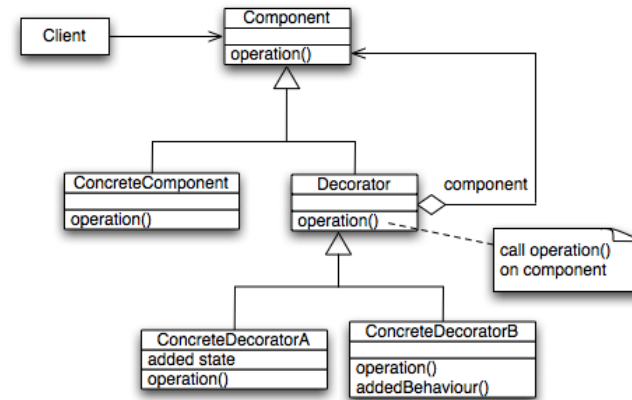 Component
Client
operation()
ConcreteComponent
operation()
Decorator
operation()
component
call operation()
on component
ConcreteDecoratorA
added state
operation()
ConcreteDecoratorB
operation()
addedBehaviour()